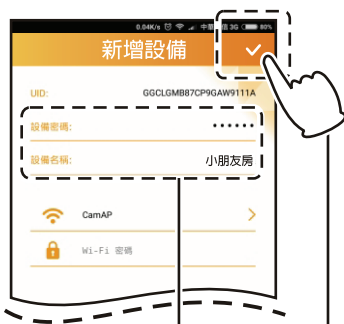 0.04K/s 中華電信 3G 80%
新增設備
UID: GGCLGMB87CP9GAW9111A
設備密碼: ••••••
設備名稱: 小朋友房
CamAP
Wi-Fi 密碼